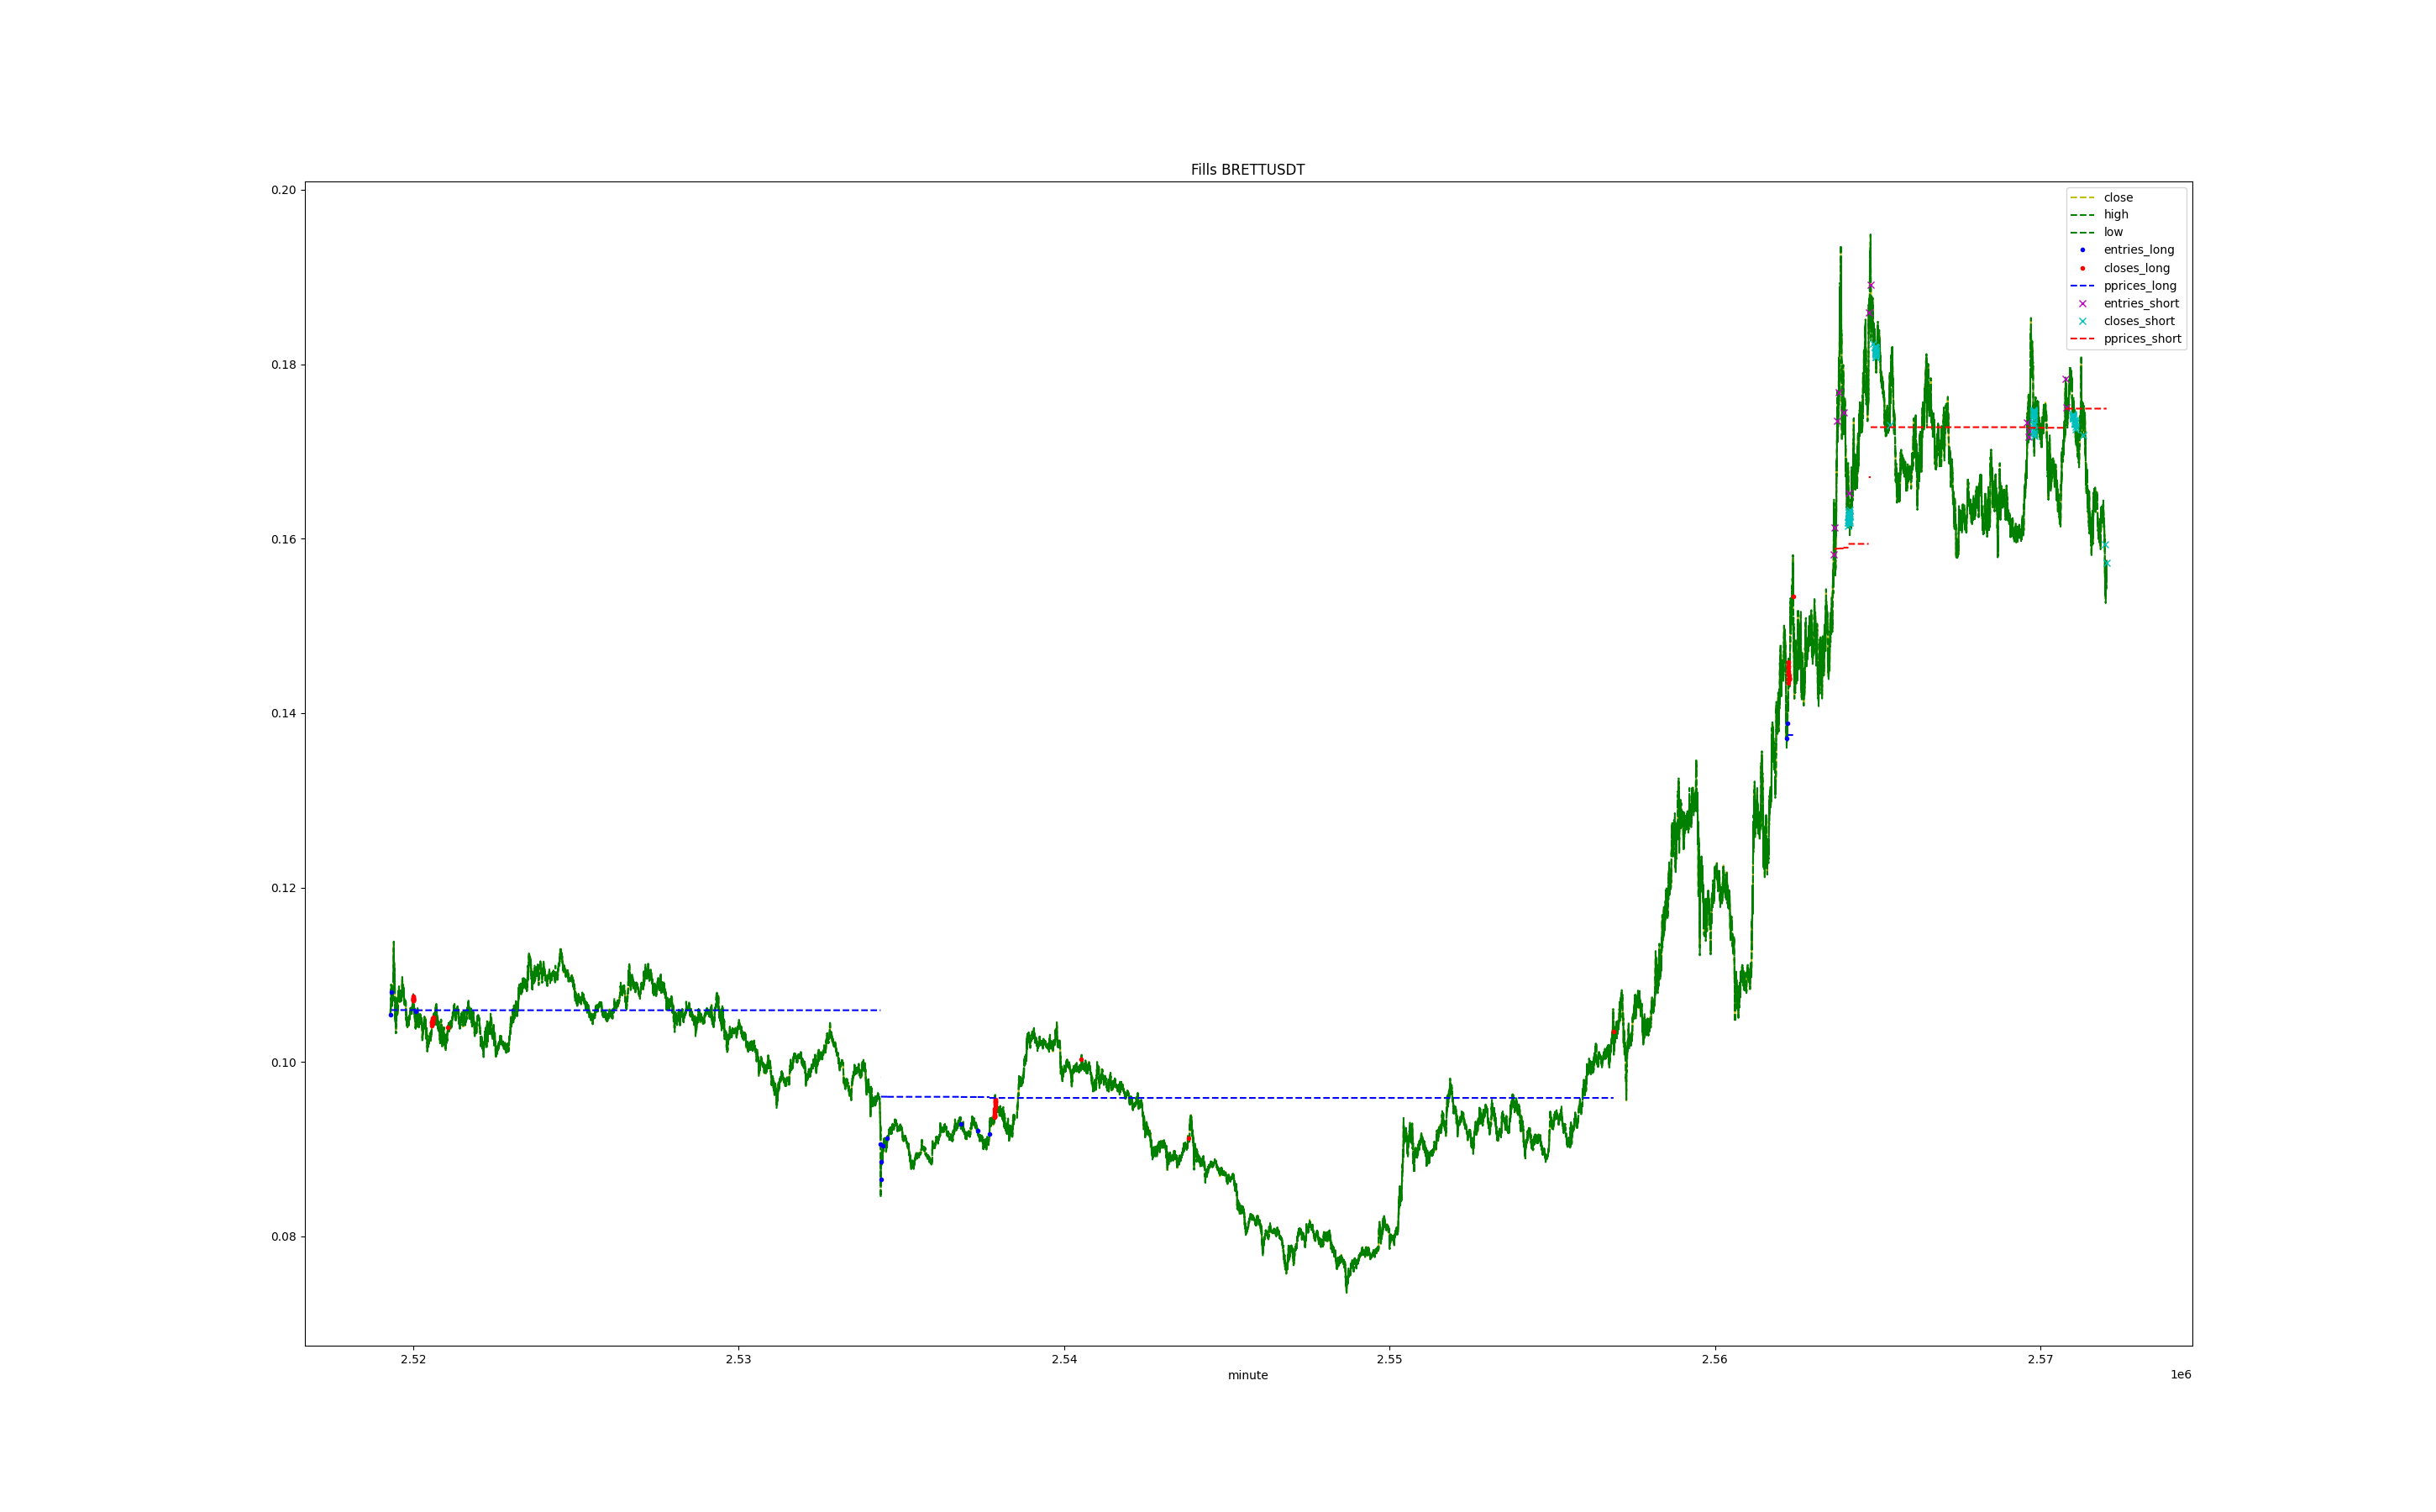 Fills BRETTUSDT
0.20
0.18
0.16
0.14
0.12
0.10
0.08
close
high
low
entries_long
closes_long
pprices_long
entries_short
closes_short
pprices_short
2.52
2.53
2.54
2.55
2.56
2.57
minute
1e6